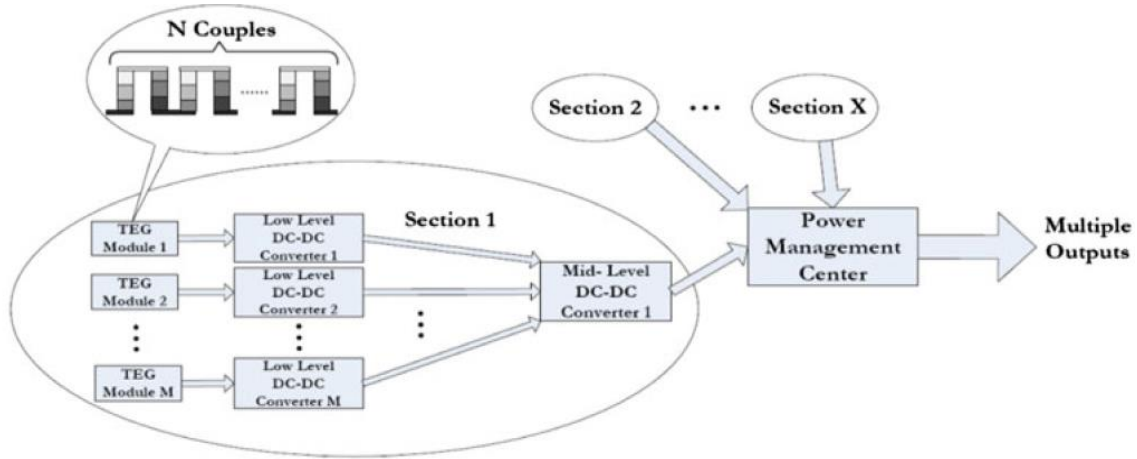 N Couples
Section 2
Section X
Section 1
TEG
Module 1
Low Level
DC-DC
Converter 1
TEG
Module 2
Low Level
DC-DC
Converter 2
TEG
Module M
Low Level
DC-DC
Converter M
Mid- Level
DC-DC
Converter 1
Power
Management
Center
Multiple
Outputs